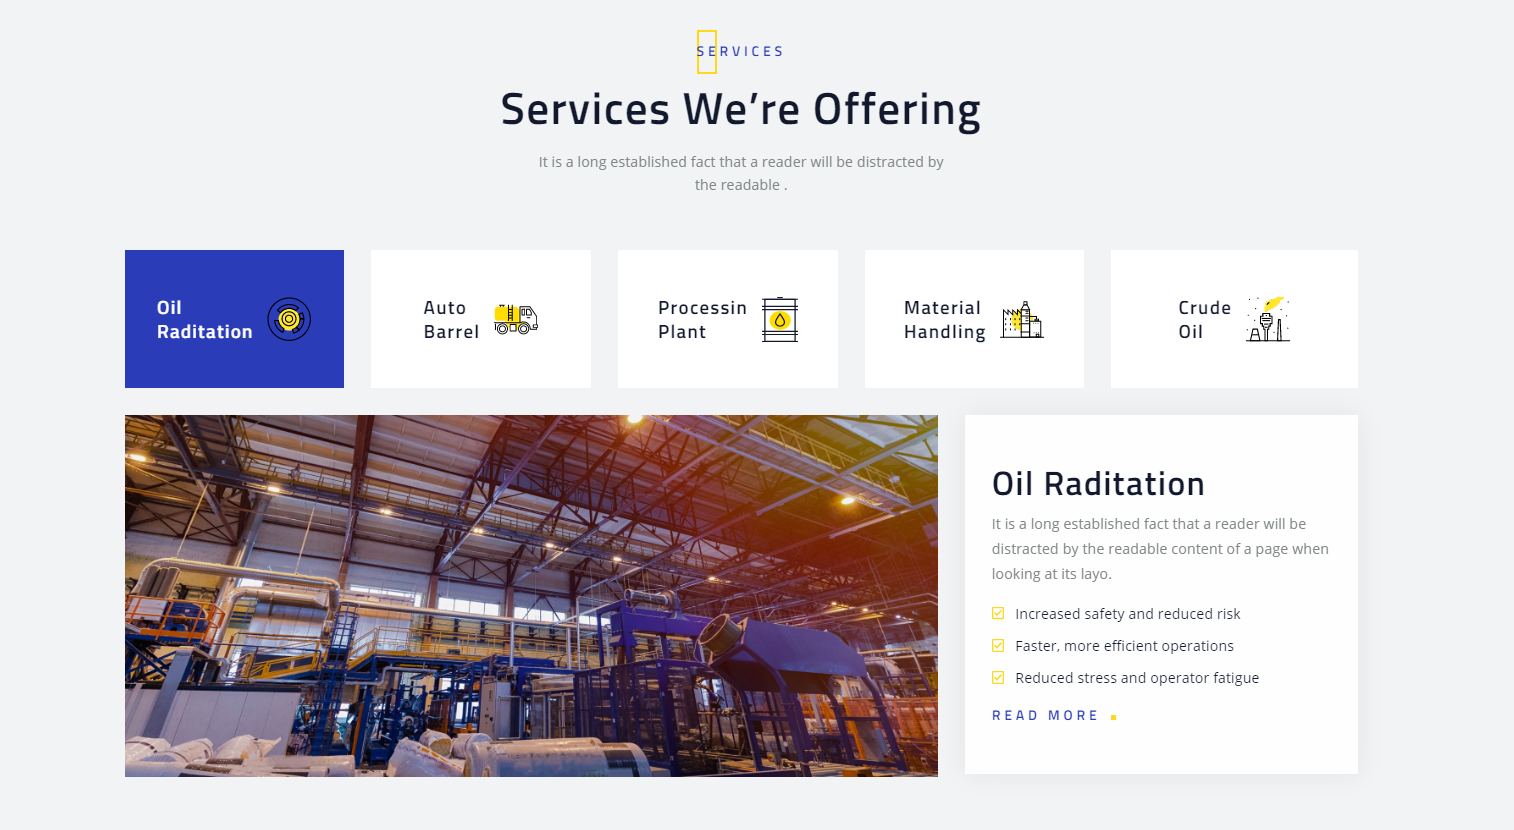 SERVICES
Services We’re Offering
It is a long established fact that a reader will be distracted by
the readable .
Oil
Raditation
Auto
Barrel
Processin
Plant
Material
Handling
Crude
Oil
Oil Raditation
It is a long established fact that a reader will be
distracted by the readable content of a page when
looking at its layo.
Increased safety and reduced risk
Faster, more efficient operations
Reduced stress and operator fatigue
READ MORE